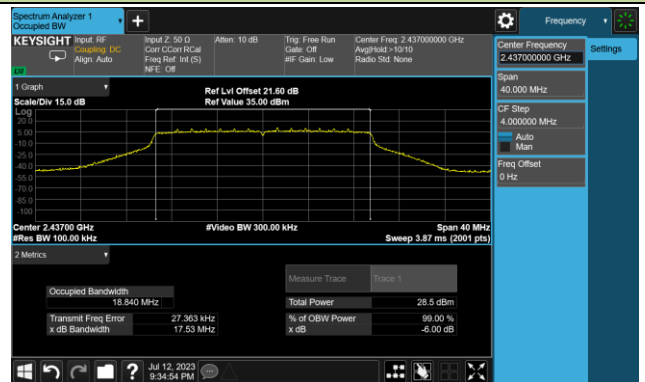 Spectrum Analyzer 1
Occupied BW
Frequency
KEYSIGHT
Input: RF
Coupling: DC
Align: Auto
Input Z: 50 Ω
Corr CCorr RCal
Freq Ref: Int (S)
NFE: Off
Atten: 10 dB
Trig: Free Run
Gate: Off
#IF Gain: Low
Center Freq: 2.437000000 GHz
Avg|Hold:>10/10
Radio Std: None
Center Frequency
2.437000000 GHz
Settings
Span
40.000 MHz
CF Step
4.000000 MHz
Auto
Man
Freq Offset
0 Hz
1 Graph
Scale/Div 15.0 dB
Ref Lvl Offset 21.60 dB
Ref Value 35.00 dBm
Log
20.0
5.00
-10.0
-25.0
-40.0
-55.0
-70.0
-85.0
-100
Center 2.43700 GHz
#Video BW 300.00 kHz
Span 40 MHz
#Res BW 100.00 kHz
Sweep 3.87 ms (2001 pts)
2 Metrics
Measure Trace
Trace 1
Occupied Bandwidth
18.840 MHz
Total Power
28.5 dBm
Transmit Freq Error
27.363 kHz
% of OBW Power
99.00 %
x dB Bandwidth
17.53 MHz
x dB
-6.00 dB
Jul 12, 2023
9:34:54 PM